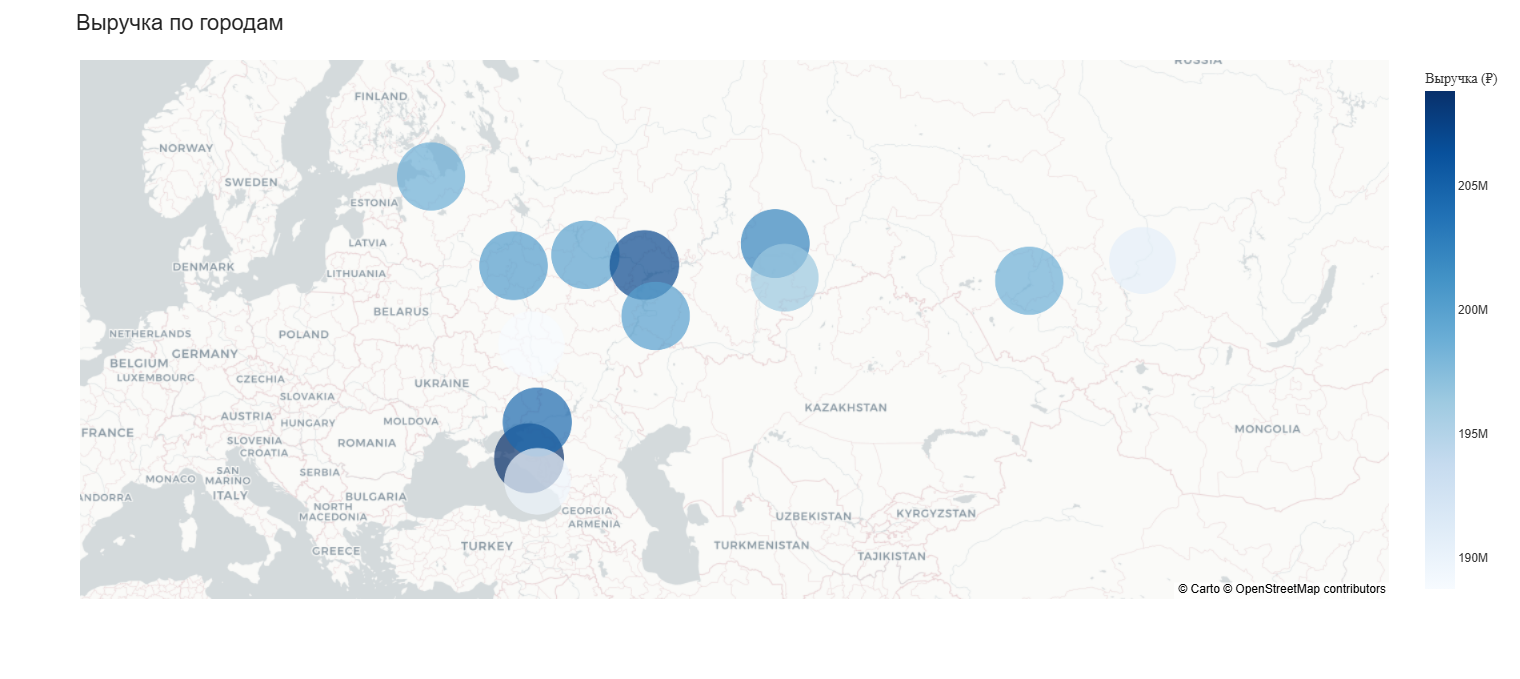 Выручка по городам
RUSSIA
Выручка (₽)
FINLAND
NORWAY
SWEDEN
205M
ESTONIA
LATVIA
DENMARK
LITHUANIA
BELARUS
200M
NETHERLANDS
POLAND
GERMANY
BELGIUM
LUXEMBOURG
CZECHIA
UKRAINE
SLOVAKIA
KAZAKHSTAN
AUSTRIA
HUNGARY
MOLDOVA
FRANCE
MONGOLIA
195M
SLOVENIA
ROMANIA
CROATIA
SAN
MARINO
SERBIA
MONACO
ANDORRA
ITALY
BULGARIA
NORTH
MACEDONIA
GEORGIA
ARMENIA
UZBEKISTAN
KYRGYZSTAN
GREECE
TURKEY
TURKMENISTAN
TAJIKISTAN
190M
© Carto © OpenStreetMap contributors